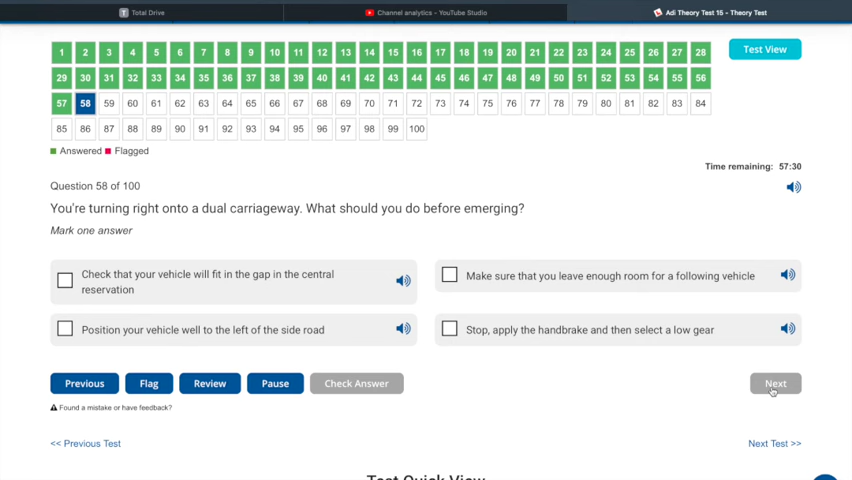 Total Drive
Channel analytics – YouTube Studio
Adi Theory Test 15 – Theory Test
1 2 3 4 5 6 7 8 9 10 11 12 13 14 15 16 17 18 19 20 21 22 23 24 25 26 27 28
29 30 31 32 33 34 35 36 37 38 39 40 41 42 43 44 45 46 47 48 49 50 51 52 53 54 55 56
57 58 59 60 61 62 63 64 65 66 67 68 69 70 71 72 73 74 75 76 77 78 79 80 81 82 83 84
85 86 87 88 89 90 91 92 93 94 95 96 97 98 99 100
Test View
Answered Flagged
Time remaining: 57:30
Question 58 of 100
You're turning right onto a dual carriageway. What should you do before emerging?
Mark one answer
Check that your vehicle will fit in the gap in the central
reservation
Make sure that you leave enough room for a following vehicle
Position your vehicle well to the left of the side road
Stop, apply the handbrake and then select a low gear
Previous Flag Review Pause Check Answer Next
Found a mistake or have feedback?
<< Previous Test Next Test >>
Test Quick View